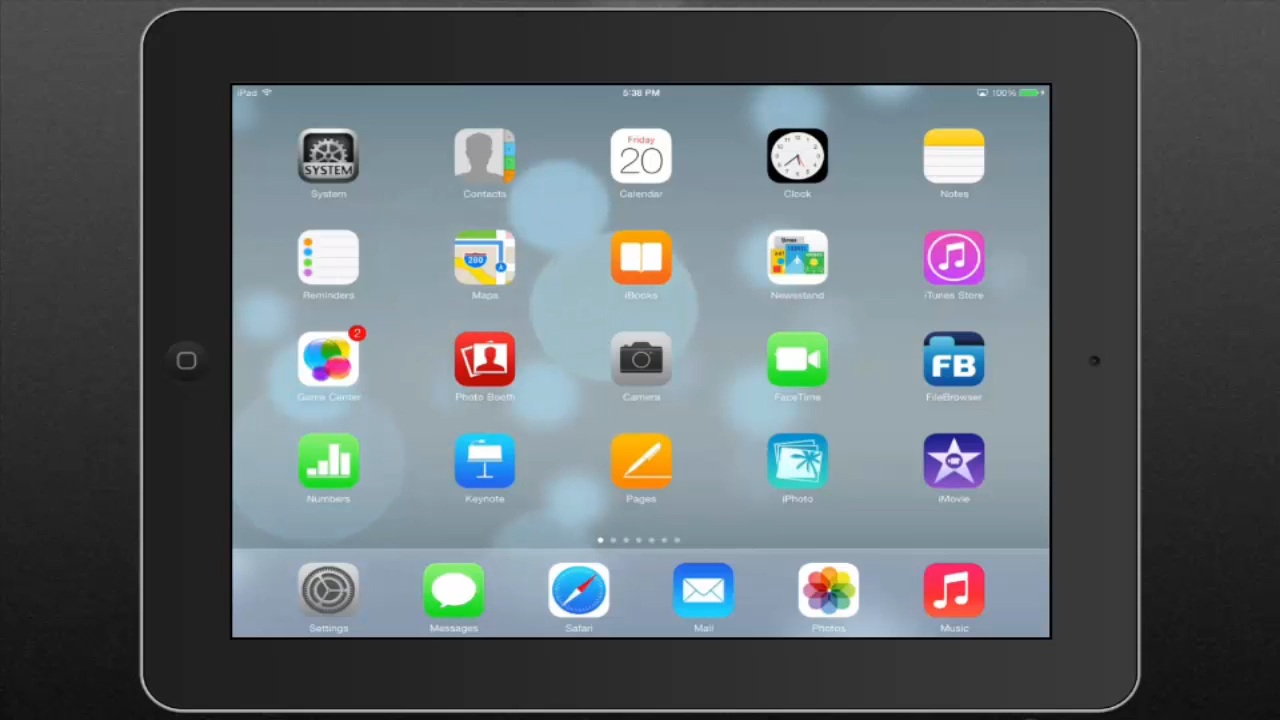 iPad 5:38 PM 100%
SYSTEM Friday 20
System Contacts Calendar Clock Notes
280
Reminders Maps iBooks Newsstand iTunes Store
2 FB
Game Center Photo Booth Camera FaceTime FileBrowser
Numbers Keynote Pages iPhoto iMovie
Settings Messages Safari Mail Photos Music